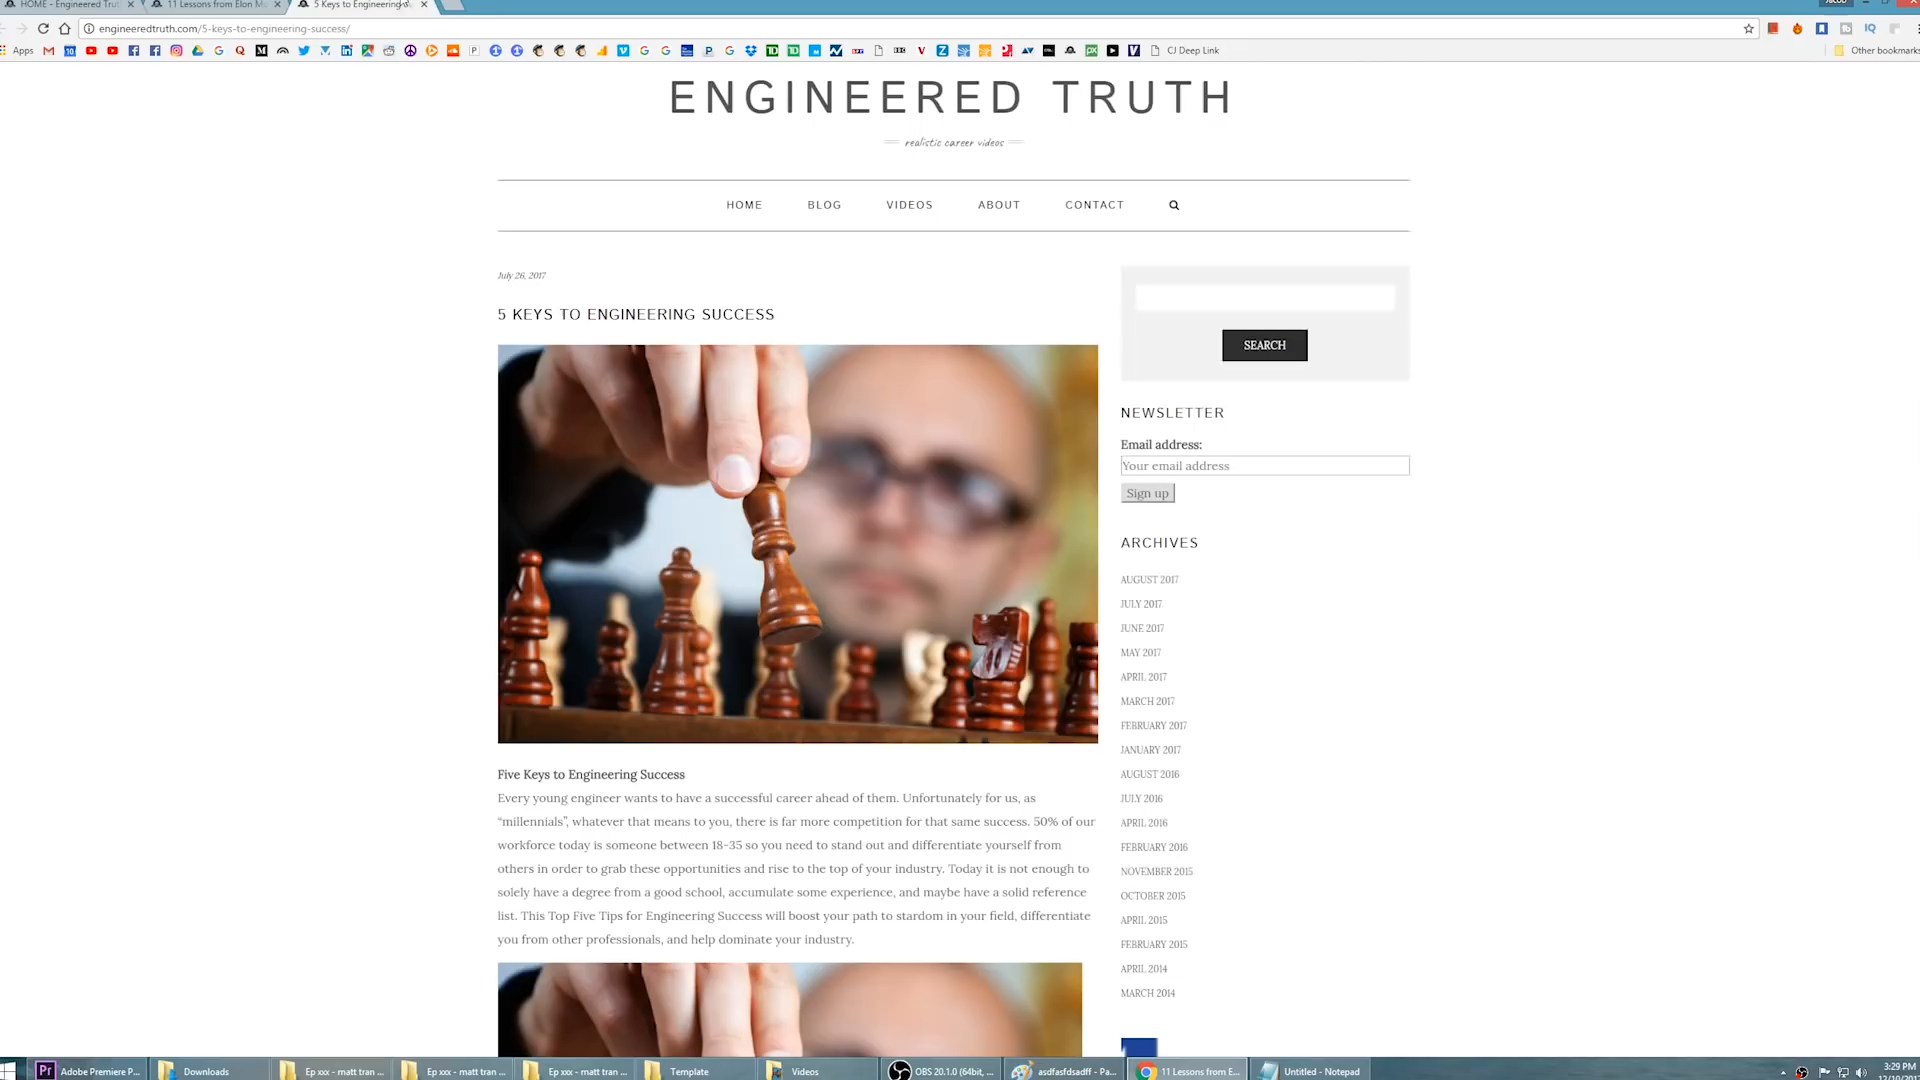 HOME - Engineered Tru
11 Lessons from Elon M
5 Keys to Engineering
engineeredtruth.com/5-keys-to-engineering-success/
Apps
CJ Deep Link
Other bookmarks
ENGINEERED TRUTH
realistic career videos
HOME BLOG VIDEOS ABOUT CONTACT
July 26, 2017
5 KEYS TO ENGINEERING SUCCESS
Five Keys to Engineering Success
Every young engineer wants to have a successful career ahead of them. Unfortunately for us, as
“millennials”, whatever that means to you, there is far more competition for that same success. 50% of our
workforce today is someone between 18-35 so you need to stand out and differentiate yourself from
others in order to grab these opportunities and rise to the top of your industry. Today it is not enough to
solely have a degree from a good school, accumulate some experience, and maybe have a solid reference
list. This Top Five Tips for Engineering Success will boost your path to stardom in your field, differentiate
you from other professionals, and help dominate your industry.
SEARCH
NEWSLETTER
Email address:
Your email address
Sign up
ARCHIVES
AUGUST 2017
JULY 2017
JUNE 2017
MAY 2017
APRIL 2017
MARCH 2017
FEBRUARY 2017
JANUARY 2017
AUGUST 2016
JULY 2016
APRIL 2016
FEBRUARY 2016
NOVEMBER 2015
OCTOBER 2015
APRIL 2015
FEBRUARY 2015
APRIL 2014
MARCH 2014
Pr Adobe Premiere P...
Downloads
Ep xxx - matt tran ...
Ep xxx - matt tran ...
Ep xxx - matt tran ...
Template
Videos
OBS 20.1.0 (64bit, ...
asdfasfdsadff - Pa...
11 Lessons from E...
Untitled - Notepad
3:29 PM